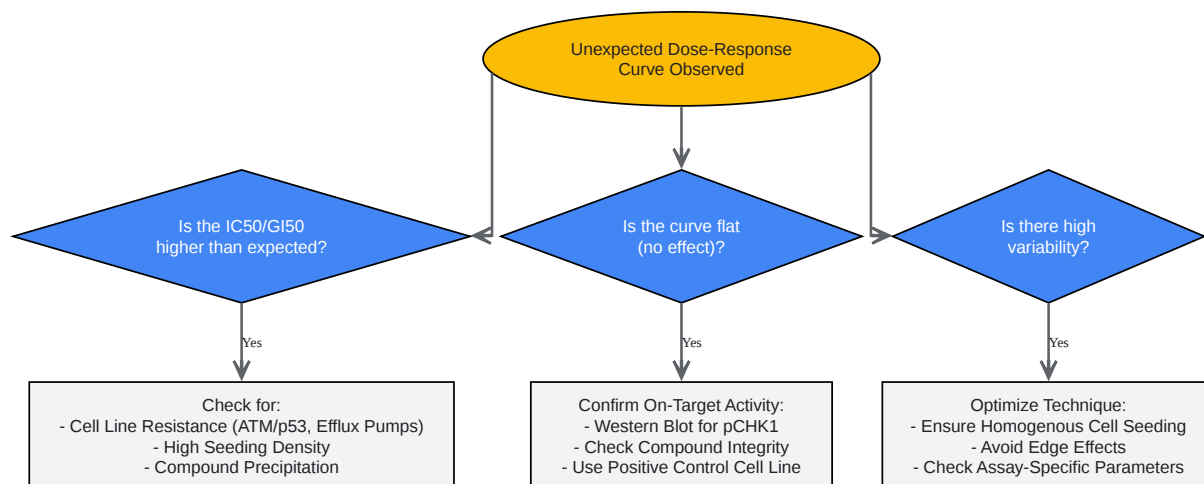 Unexpected Dose-Response
Curve Observed
Is the IC50/GI50
higher than expected?
Is the curve flat
(no effect)?
Is there high
variability?
Yes
Yes
Yes
Check for:
- Cell Line Resistance (ATM/p53, Efflux Pumps)
- High Seeding Density
- Compound Precipitation
Confirm On-Target Activity:
- Western Blot for pCHK1
- Check Compound Integrity
- Use Positive Control Cell Line
Optimize Technique:
- Ensure Homogenous Cell Seeding
- Avoid Edge Effects
- Check Assay-Specific Parameters